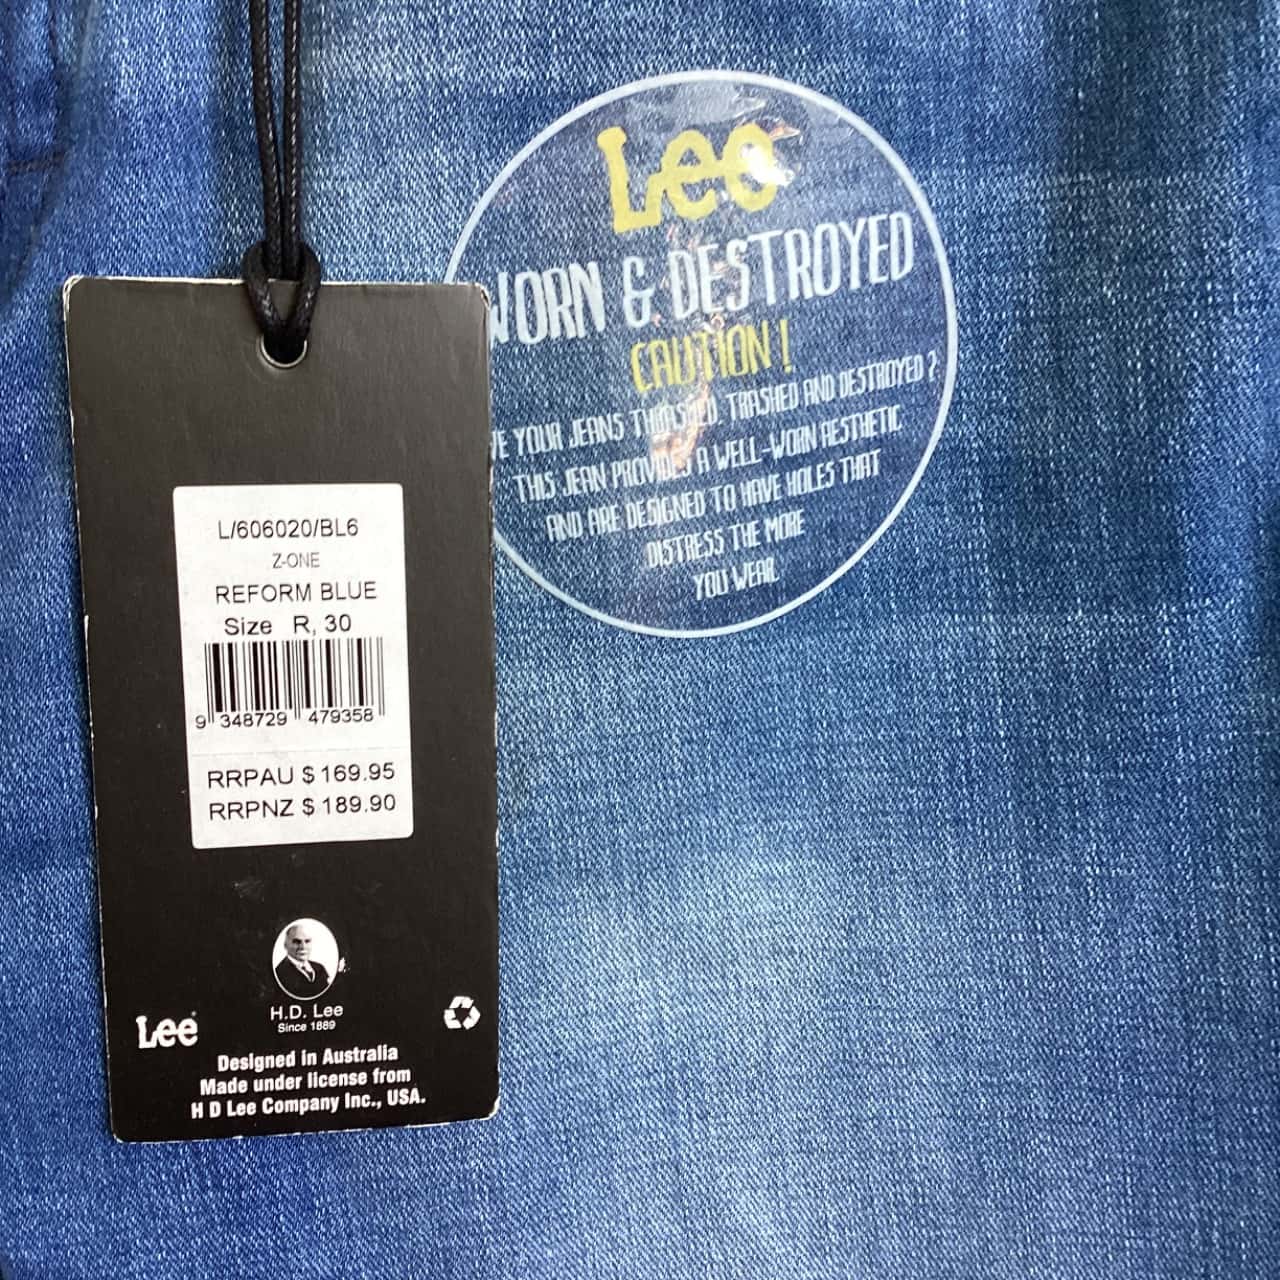 Lee
WORN & DESTROYED
CAUTION !
YOUR JEANS THRASHED, TRASHED AND DESTROYED ?
THIS JEAN PROVIDES A WELL-WORN AESTHETIC
AND ARE DESIGNED TO HAVE HOLES THAT
DISTRESS THE MORE
YOU WEAR.
L/606020/BL6
Z-ONE
REFORM BLUE
Size R, 30
9 348729 479358
RRPAU $ 169.95
RRPNZ $ 189.90
H.D. Lee
Since 1889
Lee
Designed in Australia
Made under license from
H D Lee Company Inc., USA.